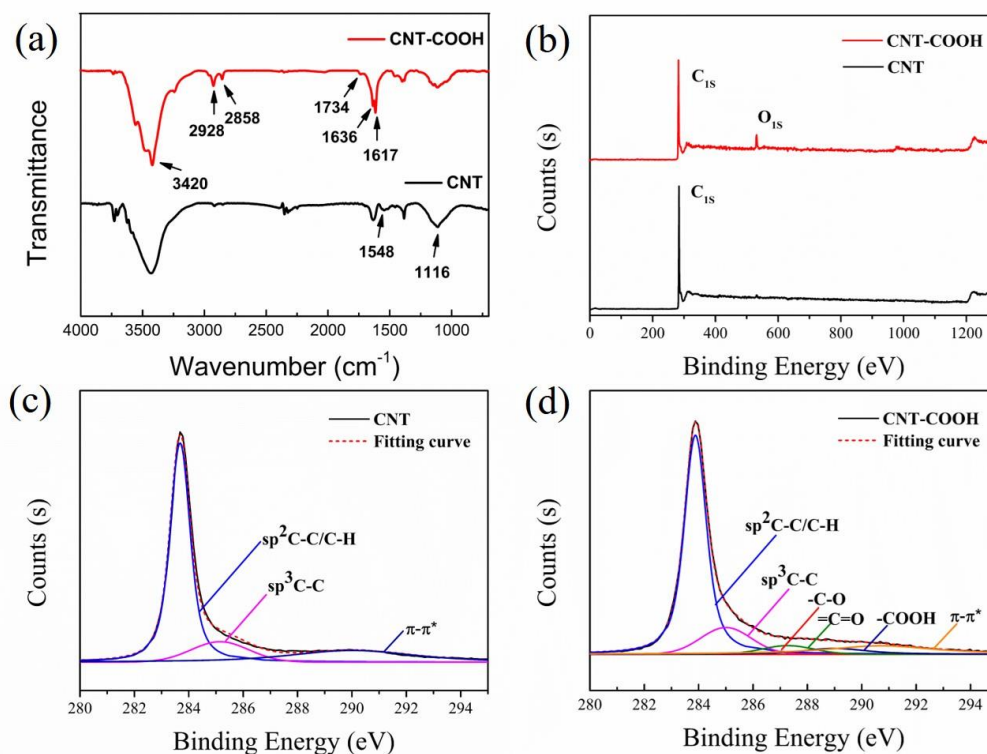 (a)
CNT-COOH
2928
2858
1734
1636
1617
3420
CNT
1548
1116
Transmittance
4000 3500 3000 2500 2000 1500 1000
Wavenumber (cm-1)
(b)
CNT-COOH
CNT
C1S
O1S
C1S
Counts (s)
0 200 400 600 800 1000 1200
Binding Energy (eV)
(c)
CNT
Fitting curve
sp2C-C/C-H
sp3C-C
π-π*
Counts (s)
280 282 284 286 288 290 292 294
Binding Energy (eV)
(d)
CNT-COOH
Fitting curve
sp2C-C/C-H
sp3C-C
-C-O
=C=O
-COOH
π-π*
Counts (s)
280 282 284 286 288 290 292 294
Binding Energy (eV)